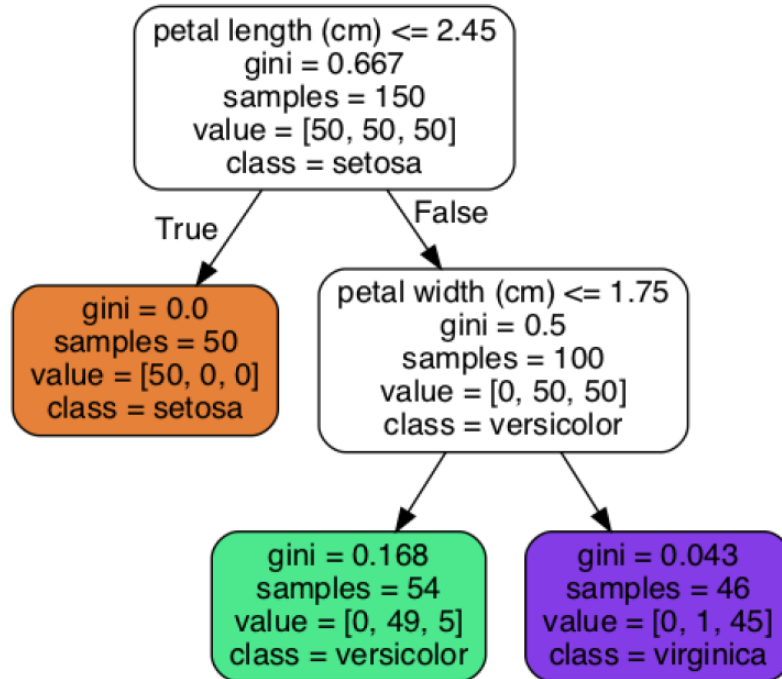 petal length (cm) <= 2.45
gini = 0.667
samples = 150
value = [50, 50, 50]
class = setosa
True
False
gini = 0.0
samples = 50
value = [50, 0, 0]
class = setosa
petal width (cm) <= 1.75
gini = 0.5
samples = 100
value = [0, 50, 50]
class = versicolor
gini = 0.168
samples = 54
value = [0, 49, 5]
class = versicolor
gini = 0.043
samples = 46
value = [0, 1, 45]
class = virginica